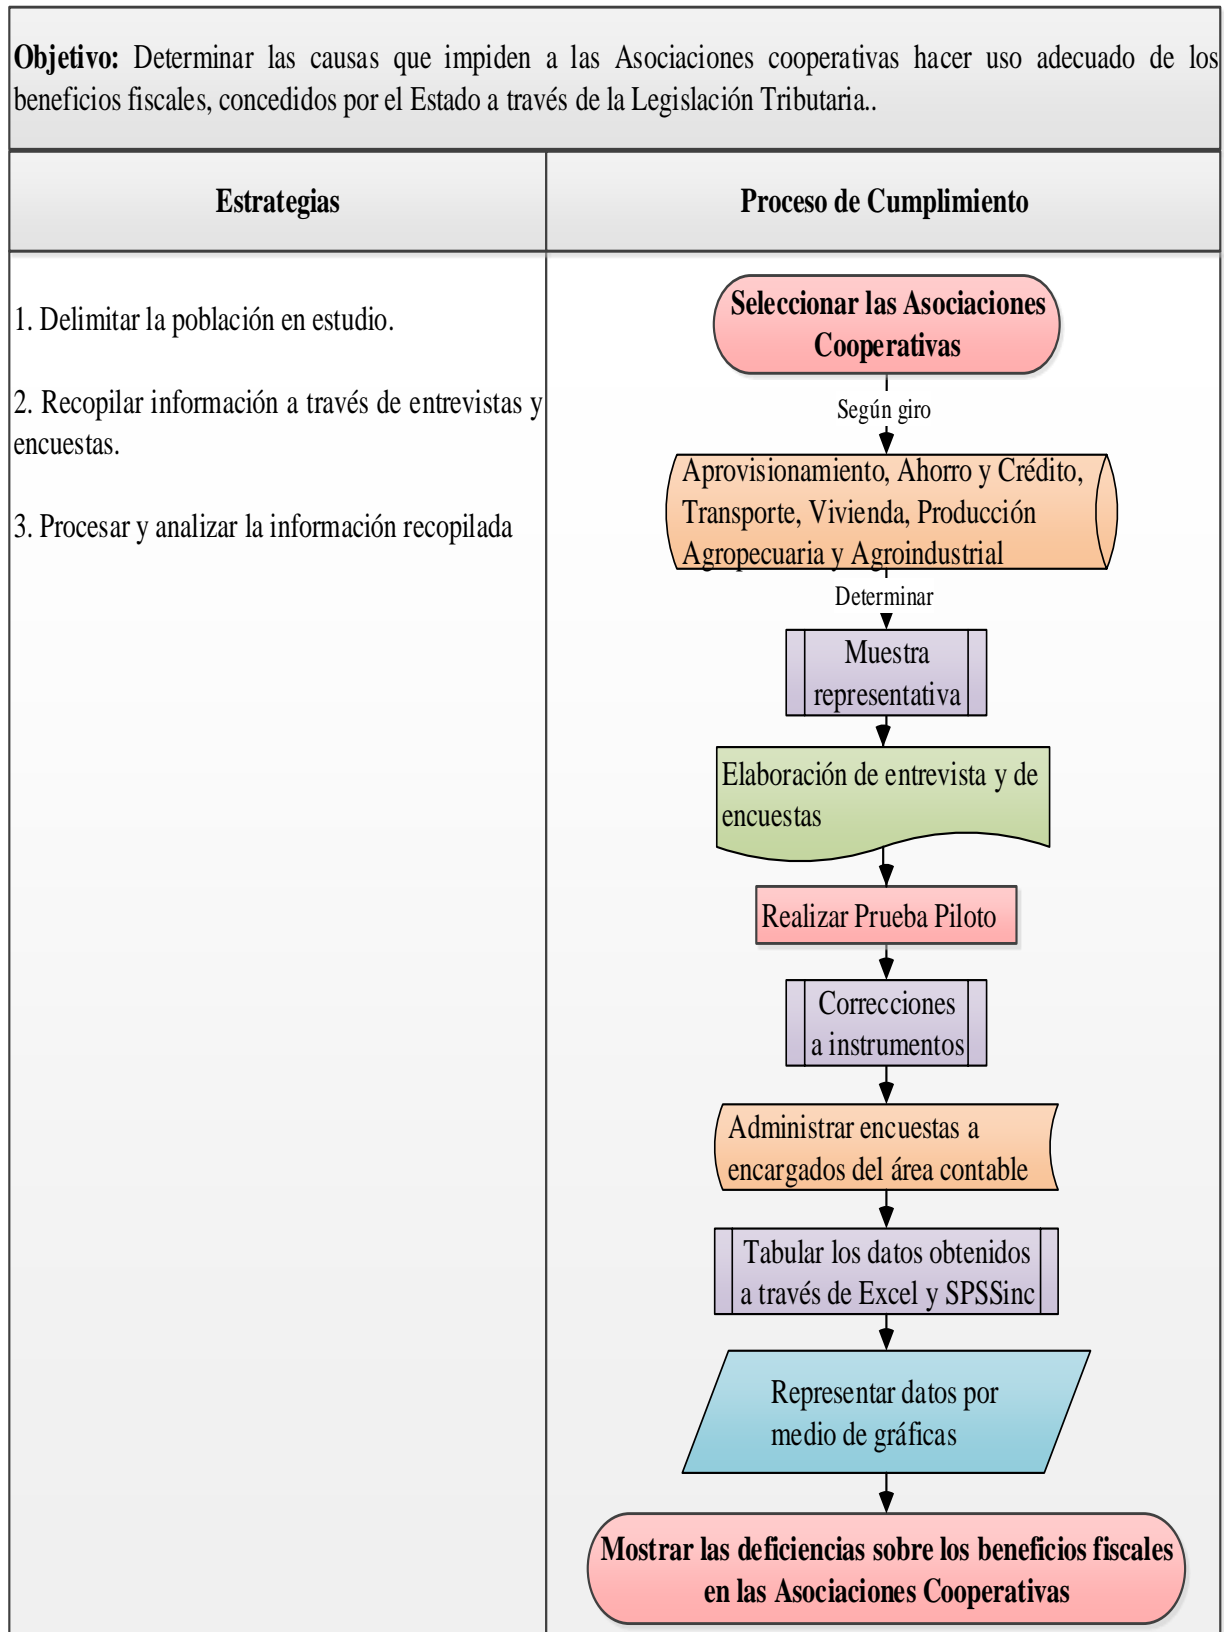 Objetivo: Determinar las causas que impiden a las Asociaciones cooperativas hacer uso adecuado de los
beneficios fiscales, concedidos por el Estado a través de la Legislación Tributaria..
Estrategias
Proceso de Cumplimiento
1. Delimitar la población en estudio.
2. Recopilar información a través de entrevistas y
encuestas.
3. Procesar y analizar la información recopilada
Seleccionar las Asociaciones
Cooperativas
Según giro
Aprovisionamiento, Ahorro y Crédito,
Transporte, Vivienda, Producción
Agropecuaria y Agroindustrial
Determinar
Muestra
representativa
Elaboración de entrevista y de
encuestas
Realizar Prueba Piloto
Correcciones
a instrumentos
Administrar encuestas a
encargados del área contable
Tabular los datos obtenidos
a través de Excel y SPSSinc
Representar datos por
medio de gráficas
Mostrar las deficiencias sobre los beneficios fiscales
en las Asociaciones Cooperativas